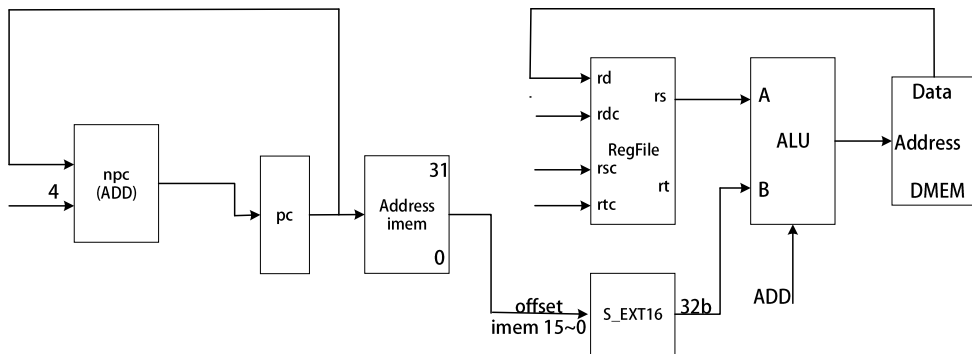 4
npc
(ADD)
pc
31
Address
imem
0
offset
imem 15~0
rd
rs
rdc
RegFile
rsc
rt
rtc
S_EXT16
32b
A
ALU
B
ADD
Data
Address
DMEM